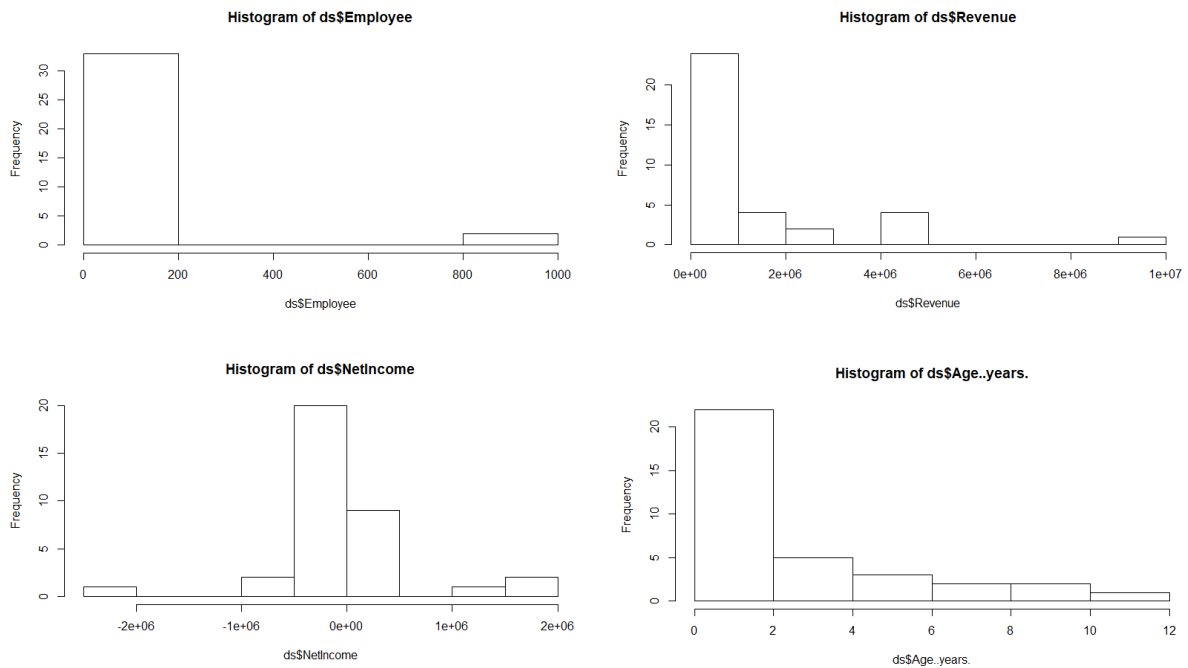 Histogram of ds$Employee
Frequency
0 5 10 15 20 25 30
0 200 400 600 800 1000
ds$Employee
Histogram of ds$Revenue
Frequency
0 5 10 15 20
0e+00 2e+06 4e+06 6e+06 8e+06 1e+07
ds$Revenue
Histogram of ds$NetIncome
Frequency
0 5 10 15 20
-2e+06 -1e+06 0e+00 1e+06 2e+06
ds$NetIncome
Histogram of ds$Age..years.
Frequency
0 5 10 15 20
0 2 4 6 8 10 12
ds$Age..years.